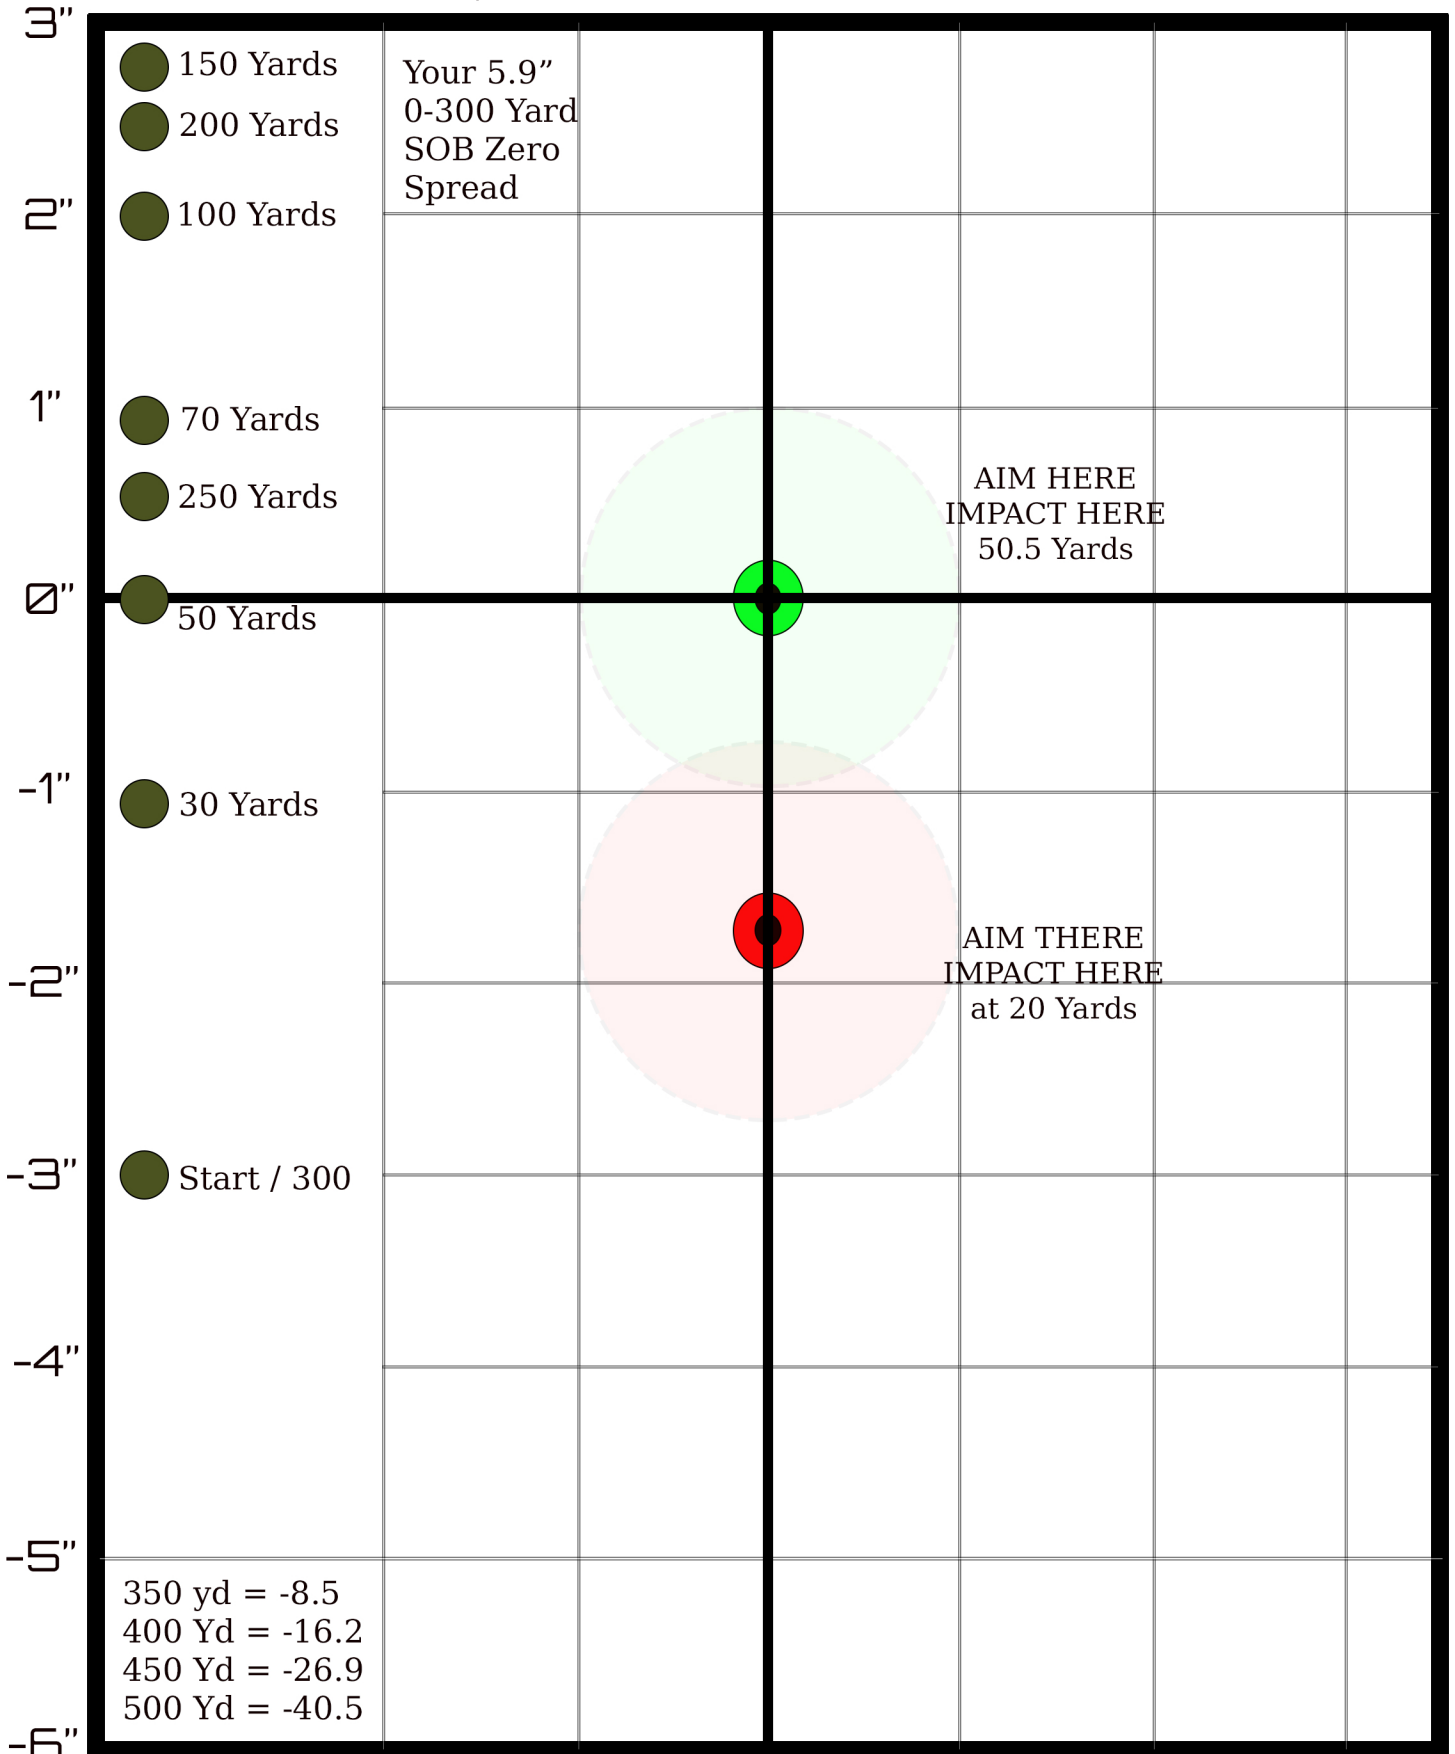 3”
150 Yards
200 Yards
2”
100 Yards
Your 5.9”
0-300 Yard
SOB Zero
Spread
1”
70 Yards
250 Yards
AIM HERE
IMPACT HERE
50.5 Yards
0”
50 Yards
-1”
30 Yards
AIM THERE
IMPACT HERE
at 20 Yards
-2”
-3”
Start / 300
-4”
-5”
350 yd = -8.5
400 Yd = -16.2
450 Yd = -26.9
500 Yd = -40.5
-6”